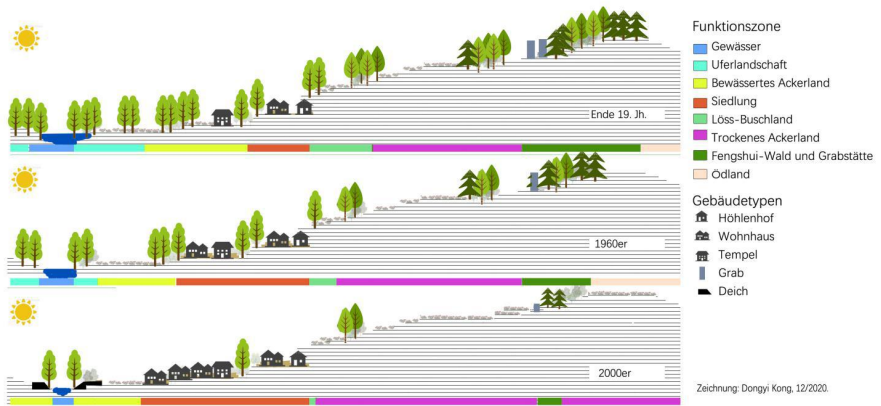 Funktionszone
Gewässer
Uferlandschaft
Bewässertes Ackerland
Siedlung
Löss-Buschland
Trockenes Ackerland
Fengshui-Wald und Grabstätte
Ödland
Gebäudetypen
Höhlenhof
Wohnhaus
Tempel
Grab
Deich
Ende 19. Jh.
1960er
2000er
Zeichnung: Dongyi Kong, 12/2020.